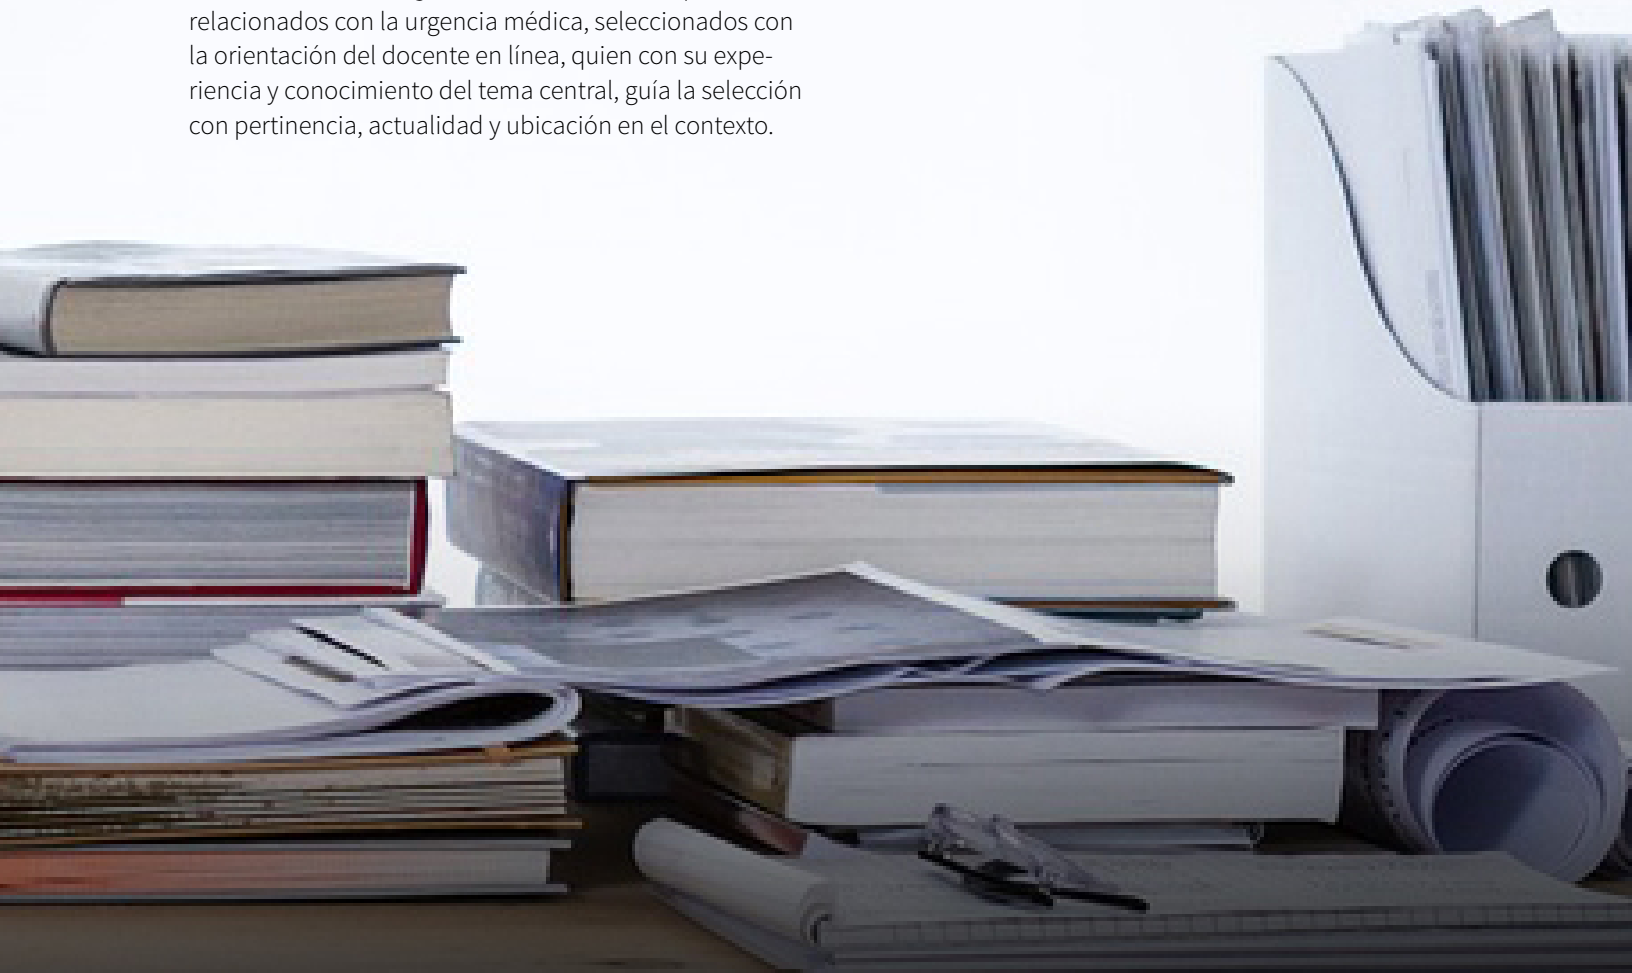 relacionados con la urgencia médica, seleccionados con
la orientación del docente en línea, quien con su expe-
riencia y conocimiento del tema central, guía la selección
con pertinencia, actualidad y ubicación en el contexto.